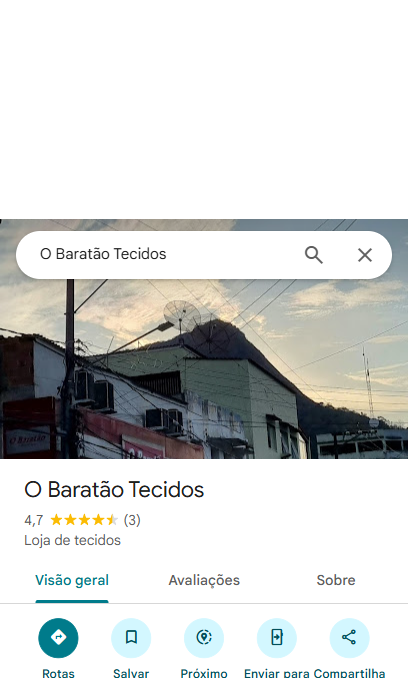 O Baratão Tecidos
O Baratão
O Baratão Tecidos
4,7 (3)
Loja de tecidos
Visão geral Avaliações Sobre
Rotas Salvar Próximo Enviar para Compartilha